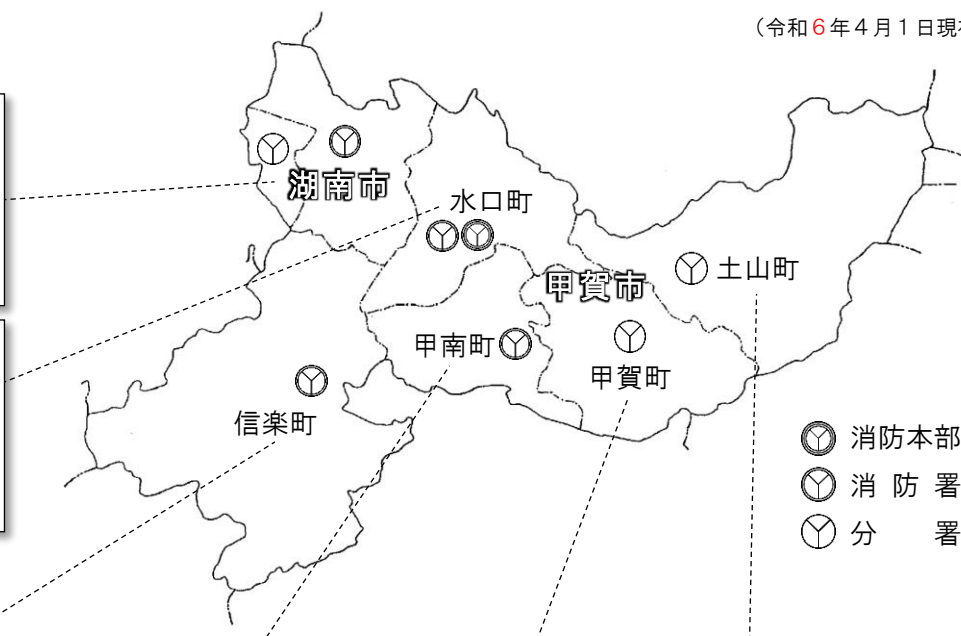 （令和６年４月１日現
湖南市
水口町
土山町
甲賀市
甲南町
甲賀町
信楽町
消防本部
消 防 署
分 署